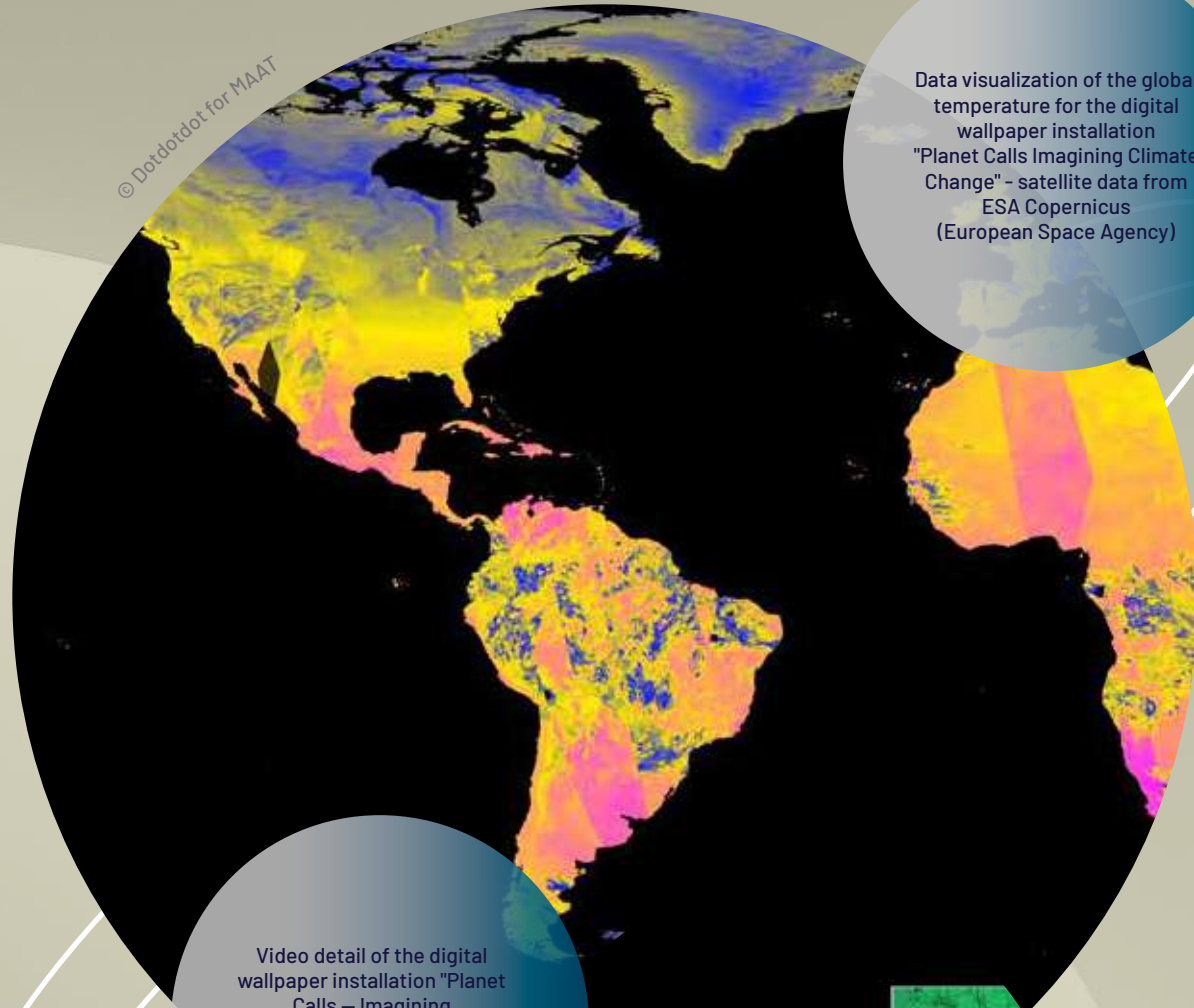 © Dotdotdot for MAAT
Data visualization of the globa
temperature for the digital
wallpaper installation
"Planet Calls Imagining Climate
Change" - satellite data from
ESA Copernicus
(European Space Agency)
Video detail of the digital
wallpaper installation "Planet
Calls – Imagining